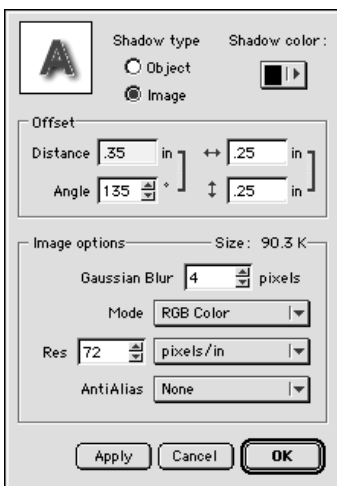 A
Shadow type Shadow color:
Object
Image
Offset
Distance .35 in ↔ .25 in
Angle 135 ° ↕ .25 in
Image options Size: 90.3 K
Gaussian Blur 4 pixels
Mode RGB Color
Res 72 pixels/in
AntiAlias None
Apply Cancel OK